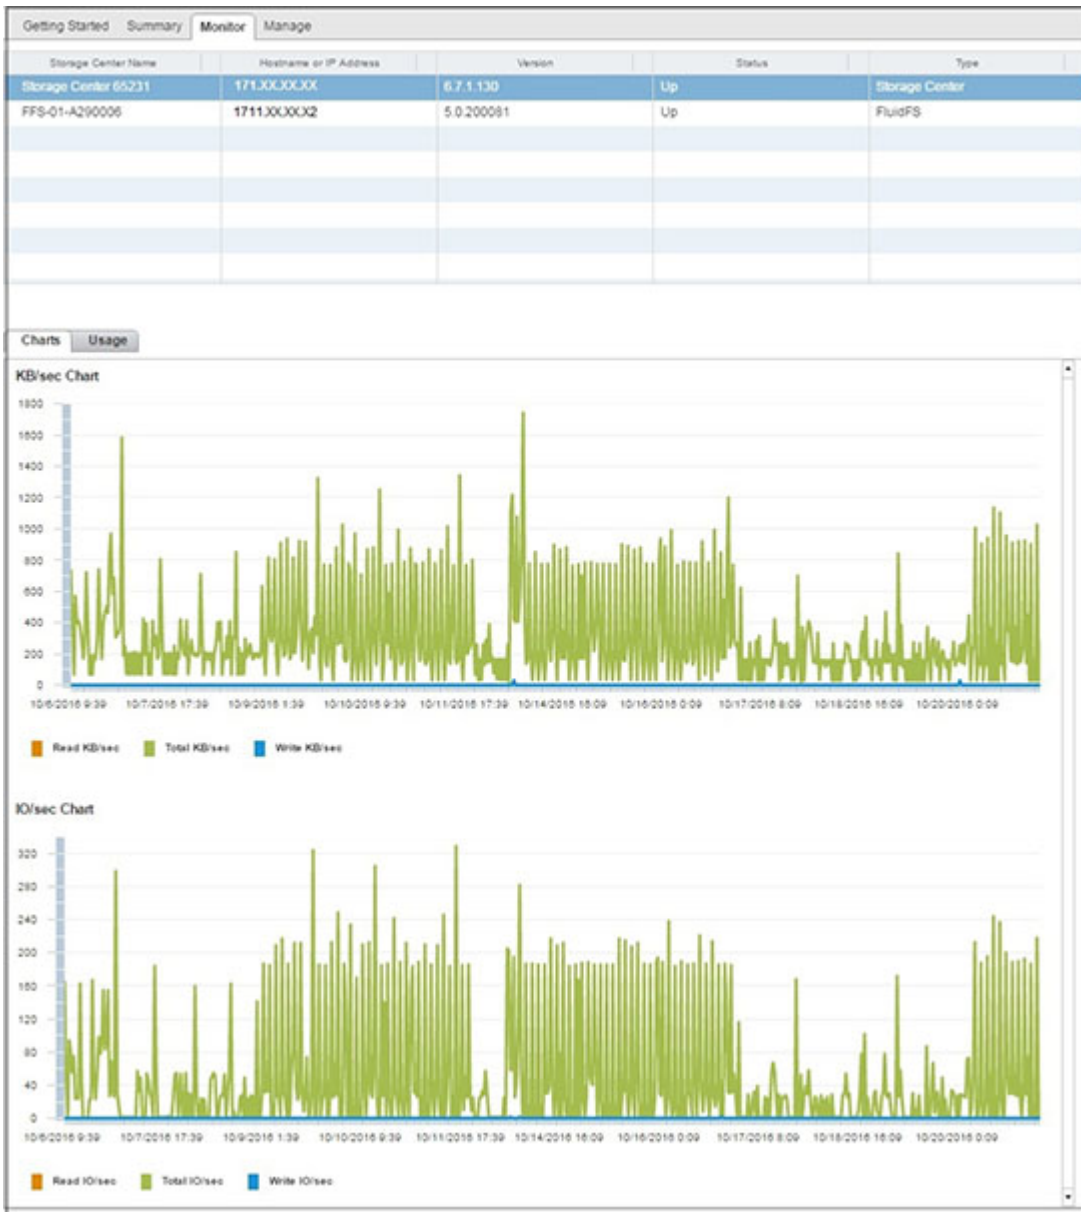 Getting Started Summary Monitor Manage
Storage Center Name Hostname or IP Address Version Status Type
Storage Center 65231 171.XX.XX.XX 6.7.1.130 Up Storage Center
FFS-01-A290006 1711.XX.XX.X2 5.0.200081 Up FluidFS
Charts Usage
KB/sec Chart
1800
1600
1400
1200
1000
800
600
400
200
0
10/6/2016 9:39 10/7/2016 17:39 10/9/2016 1:39 10/10/2016 9:39 10/11/2016 17:39 10/14/2016 16:09 10/16/2016 0:09 10/17/2016 8:09 10/18/2016 16:09 10/20/2016 0:09
Read KB/sec Total KB/sec Write KB/sec
IO/sec Chart
320
280
240
200
160
120
80
40
0
10/6/2016 9:39 10/7/2016 17:39 10/9/2016 1:39 10/10/2016 9:39 10/11/2016 17:39 10/14/2016 16:09 10/16/2016 0:09 10/17/2016 8:09 10/18/2016 16:09 10/20/2016 0:09
Read IO/sec Total IO/sec Write IO/sec